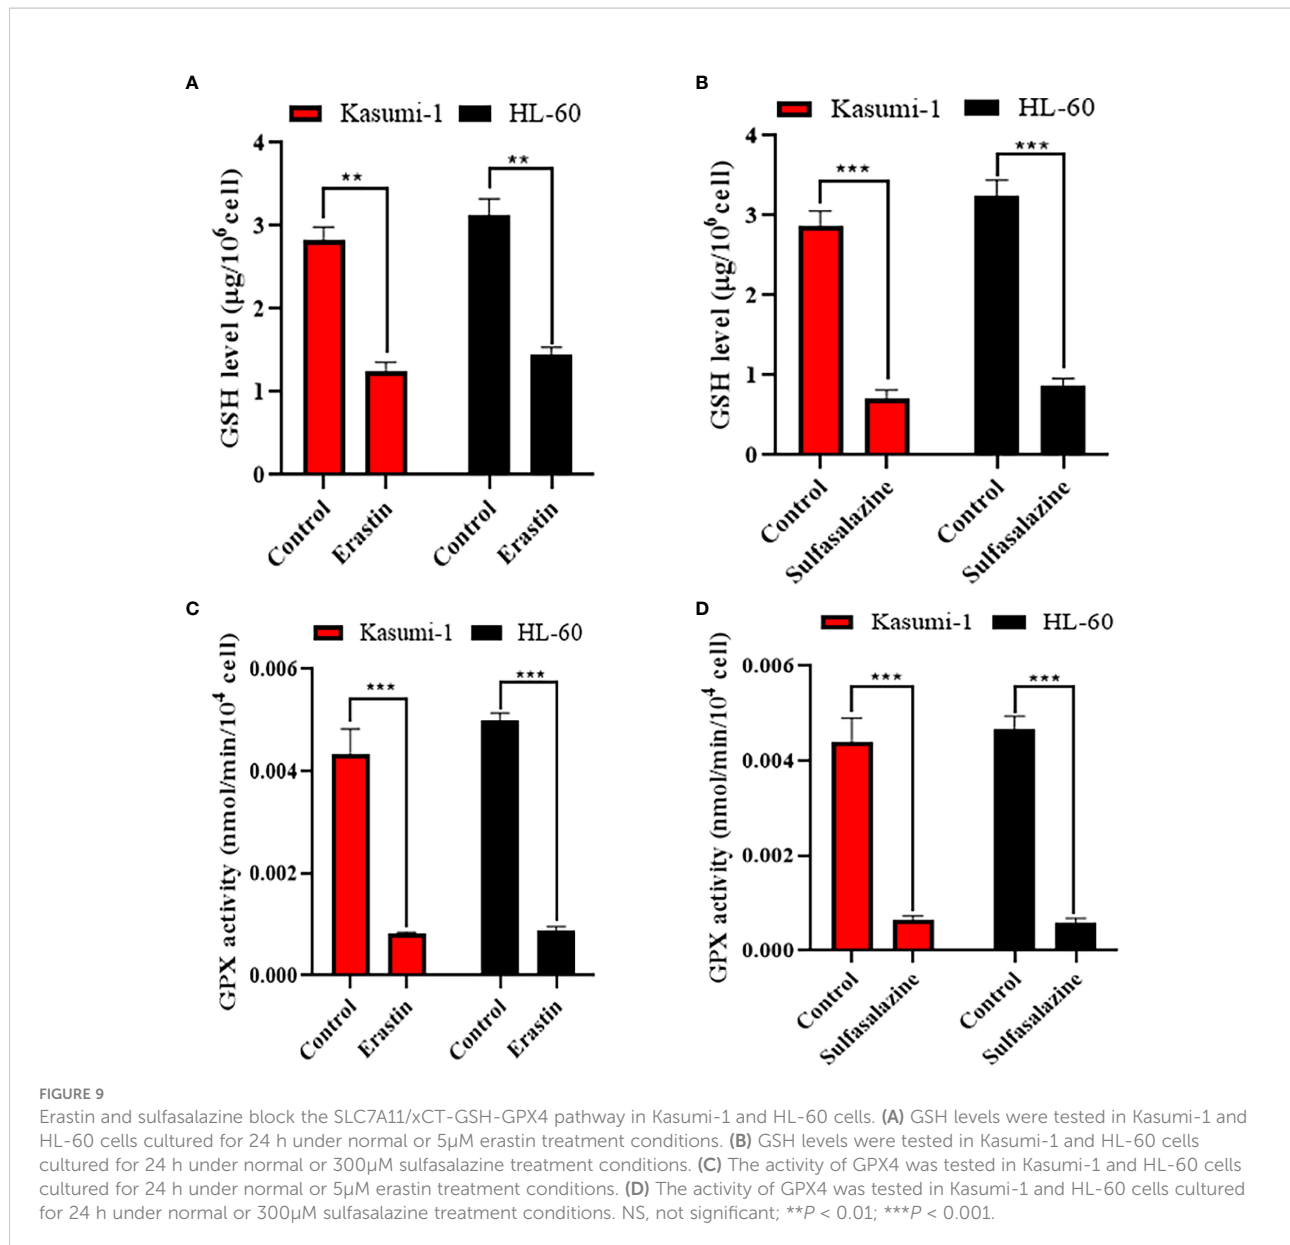 A
Kasumi-1 HL-60
GSH level (µg/10⁶ cell)
4
3
2
1
0
** **
Control Erastin Control Erastin
B
Kasumi-1 HL-60
GSH level (µg/10⁶ cell)
4
3
2
1
0
*** ***
Control Sulfasalazine Control Sulfasalazine
C
Kasumi-1 HL-60
GPX activity (nmol/min/10⁴ cell)
0.006
0.004
0.002
0.000
*** ***
Control Erastin Control Erastin
D
Kasumi-1 HL-60
GPX activity (nmol/min/10⁴ cell)
0.006
0.004
0.002
0.000
*** ***
Control Sulfasalazine Control Sulfasalazine
FIGURE 9
Erastin and sulfasalazine block the SLC7A11/xCT-GSH-GPX4 pathway in Kasumi-1 and HL-60 cells. (A) GSH levels were tested in Kasumi-1 and
HL-60 cells cultured for 24 h under normal or 5µM erastin treatment conditions. (B) GSH levels were tested in Kasumi-1 and HL-60 cells
cultured for 24 h under normal or 300µM sulfasalazine treatment conditions. (C) The activity of GPX4 was tested in Kasumi-1 and HL-60 cells
cultured for 24 h under normal or 5µM erastin treatment conditions. (D) The activity of GPX4 was tested in Kasumi-1 and HL-60 cells cultured
for 24 h under normal or 300µM sulfasalazine treatment conditions. NS, not significant; **P < 0.01; ***P < 0.001.